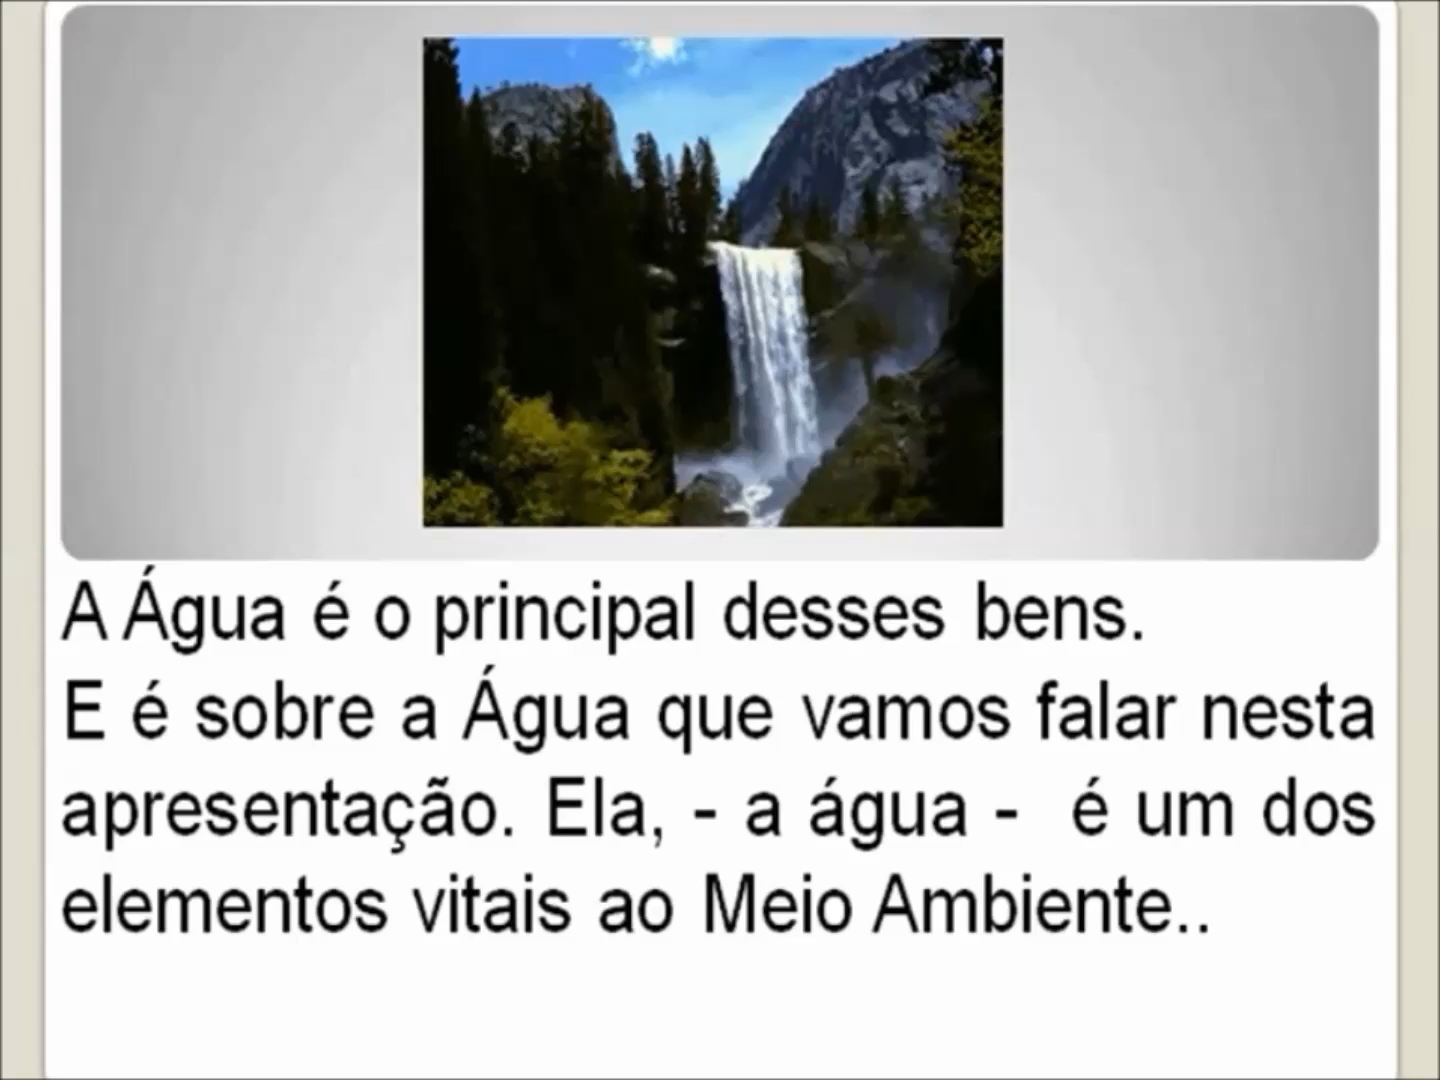 A Água é o principal desses bens.
E é sobre a Água que vamos falar nesta
apresentação. Ela, - a água -  é um dos
elementos vitais ao Meio Ambiente..